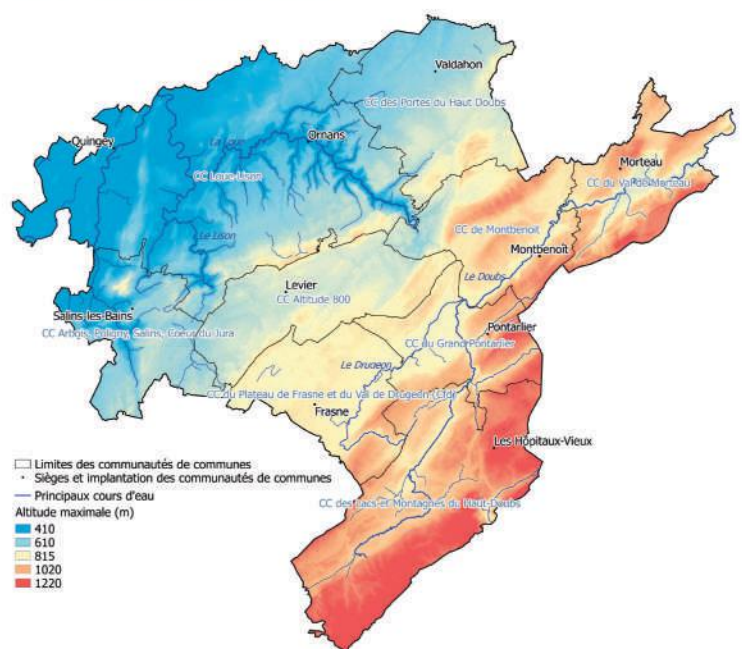 Valdahon
CC des Portes du Haut Doubs
Quingey
La Loue
Ornans
CC Loue-Lison
Morteau
CC du Val de Morteau
CC de Montbenoit
Le Lison
Montbenoît
Le Doubs
Levier
CC Altitude 800
Salins-les-Bains
CC Arbois, Poligny, Salins, Coeur du Jura
Pontarlier
CC du Grand Pontarlier
Le Drugeon
CC du Plateau de Frasne et du Val de Drugeon (Cfd)
Frasne
Les Hôpitaux-Vieux
CC des Lacs et Montagnes du Haut-Doubs
Limites des communautés de communes
Sièges et implantation des communautés de communes
Principaux cours d'eau
Altitude maximale (m)
410
610
815
1020
1220